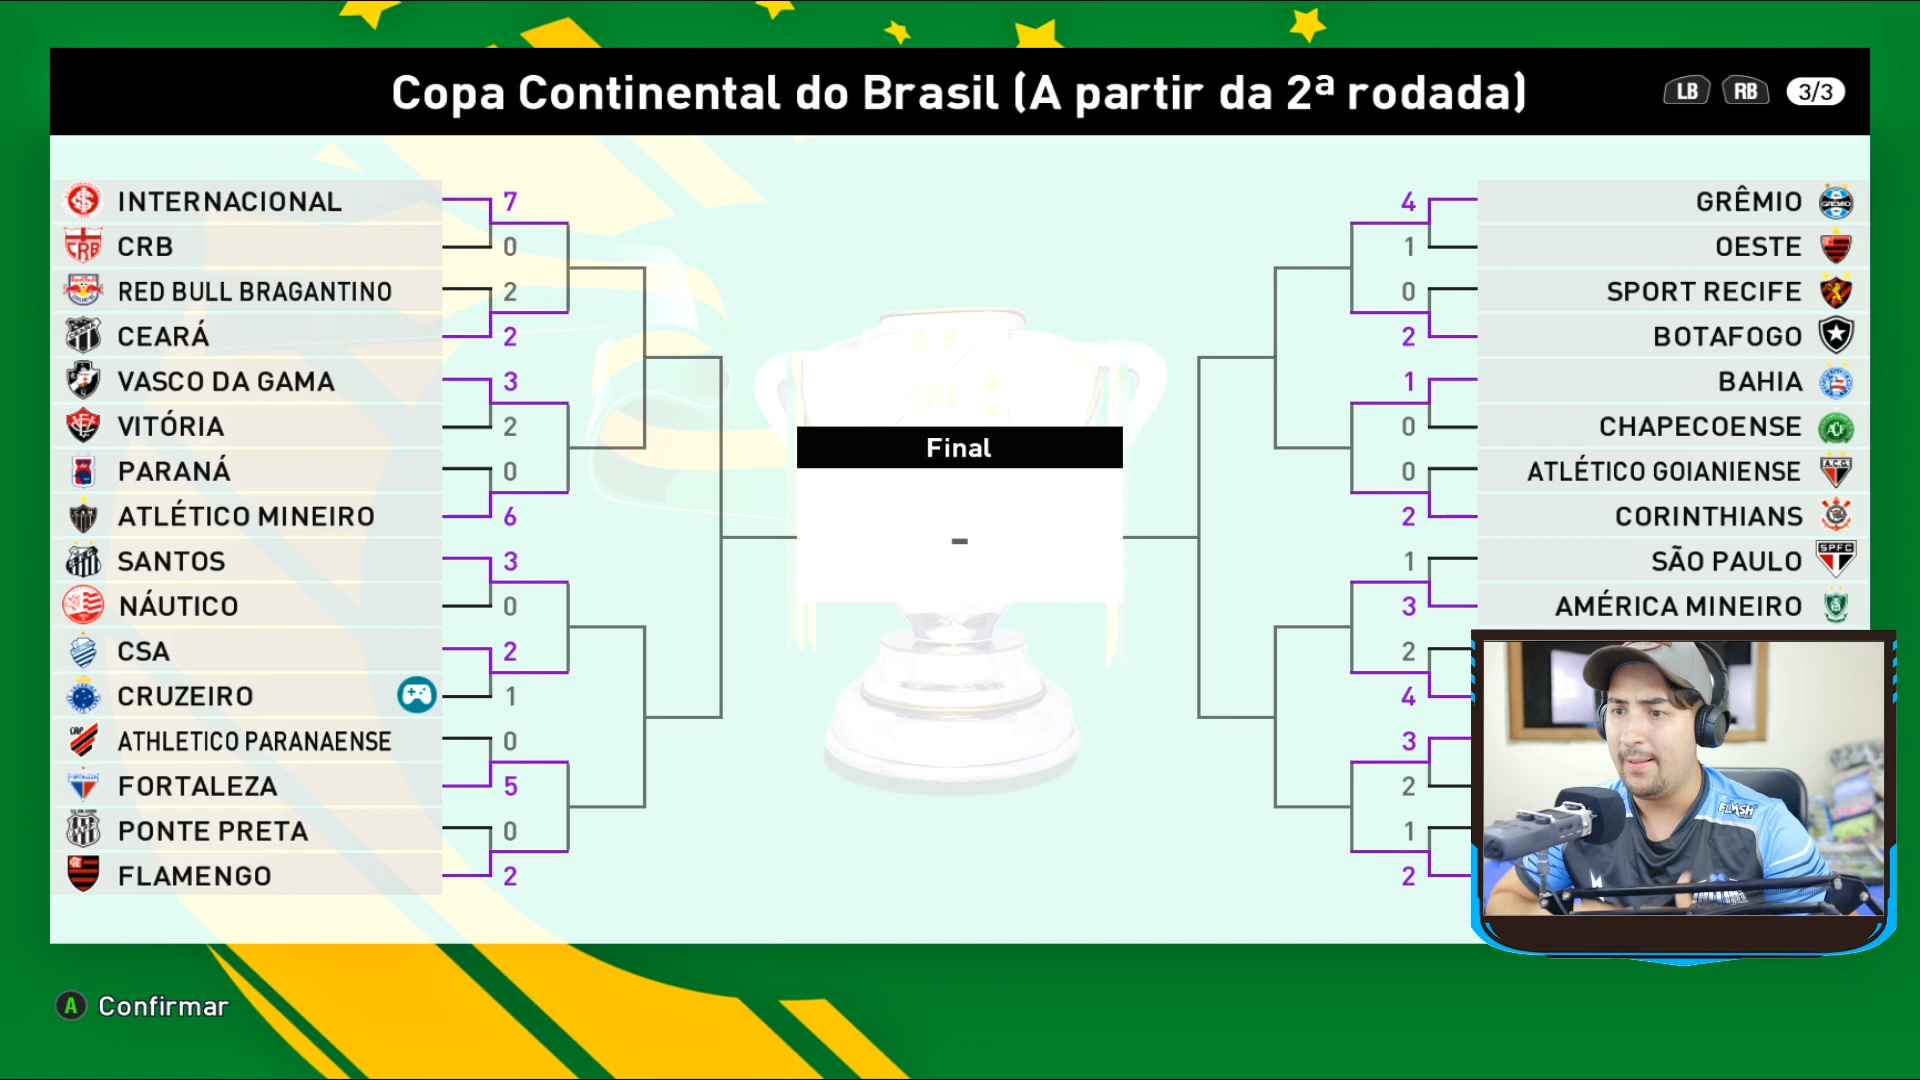 Copa Continental do Brasil (A partir da 2ª rodada)
LB RB 3/3
INTERNACIONAL 7
CRB 0
RED BULL BRAGANTINO 2
CEARÁ 2
VASCO DA GAMA 3
VITÓRIA 2
PARANÁ 0
ATLÉTICO MINEIRO 6
SANTOS 3
NÁUTICO 0
CSA 2
CRUZEIRO 1
ATHLETICO PARANAENSE 0
FORTALEZA 5
PONTE PRETA 0
FLAMENGO 2
Final
-
4 GRÊMIO
1 OESTE
0 SPORT RECIFE
2 BOTAFOGO
1 BAHIA
0 CHAPECOENSE
0 ATLÉTICO GOIANIENSE
2 CORINTHIANS
1 SÃO PAULO
3 AMÉRICA MINEIRO
2
4
3
2
1
2
FLASH
A Confirmar